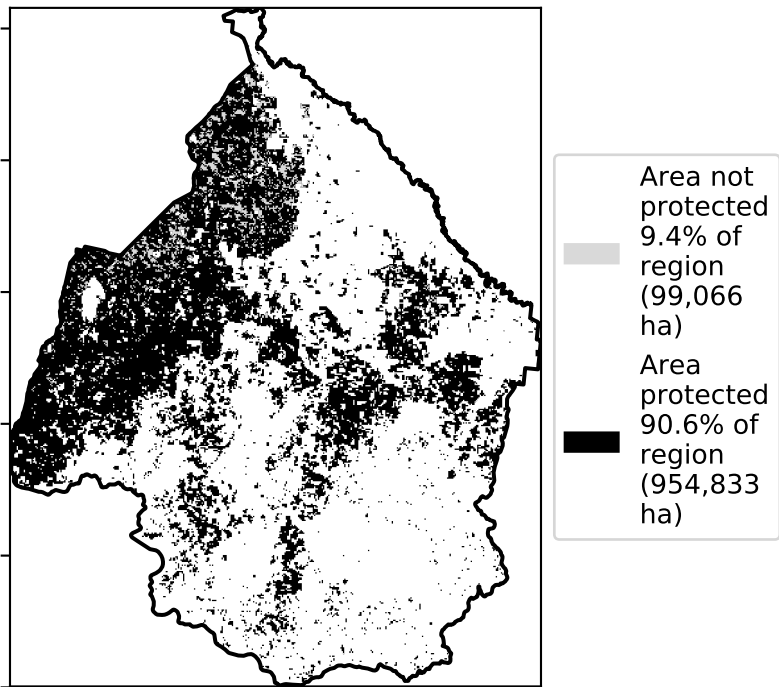 Area not
protected
9.4% of
region
(99,066
ha)
Area
protected
90.6% of
region
(954,833
ha)